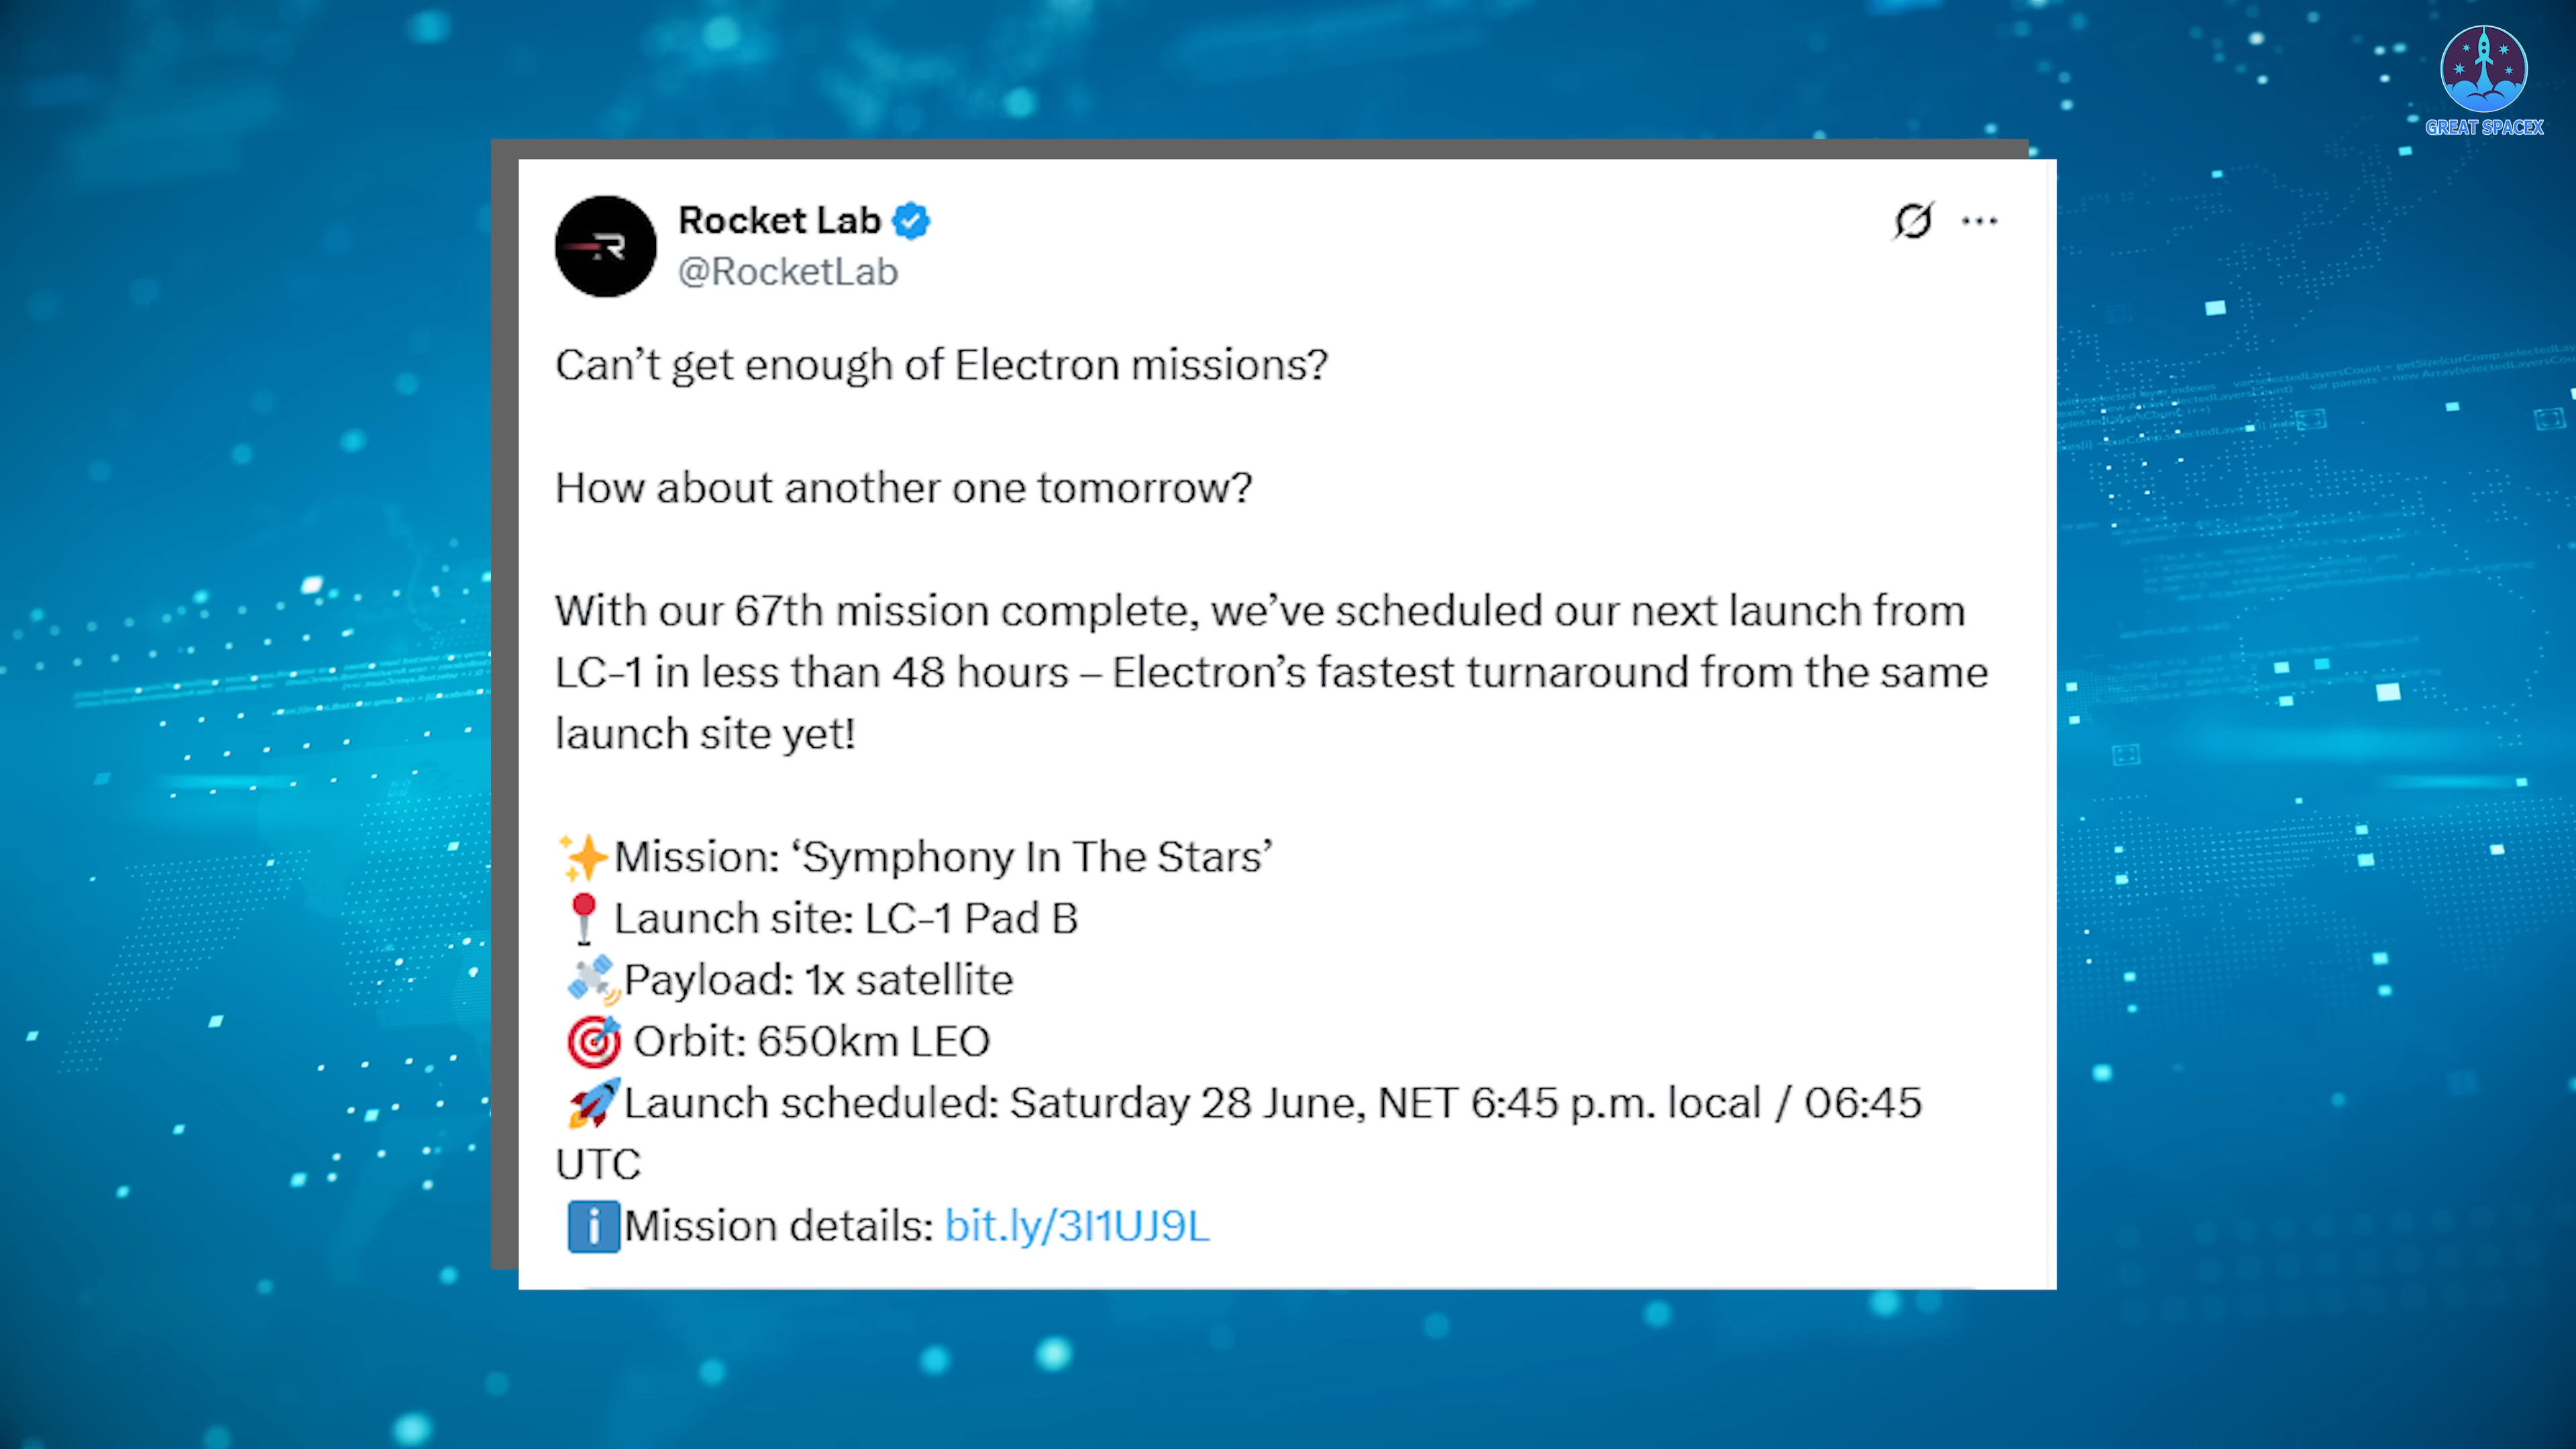 GREAT SPACEX
Rocket Lab
@RocketLab
Can’t get enough of Electron missions?
How about another one tomorrow?
With our 67th mission complete, we’ve scheduled our next launch from
LC-1 in less than 48 hours – Electron’s fastest turnaround from the same
launch site yet!
✨Mission: ‘Symphony In The Stars’
📍Launch site: LC-1 Pad B
🛰️Payload: 1x satellite
🎯 Orbit: 650km LEO
🚀Launch scheduled: Saturday 28 June, NET 6:45 p.m. local / 06:45
UTC
ℹ️Mission details: bit.ly/3I1UJ9L